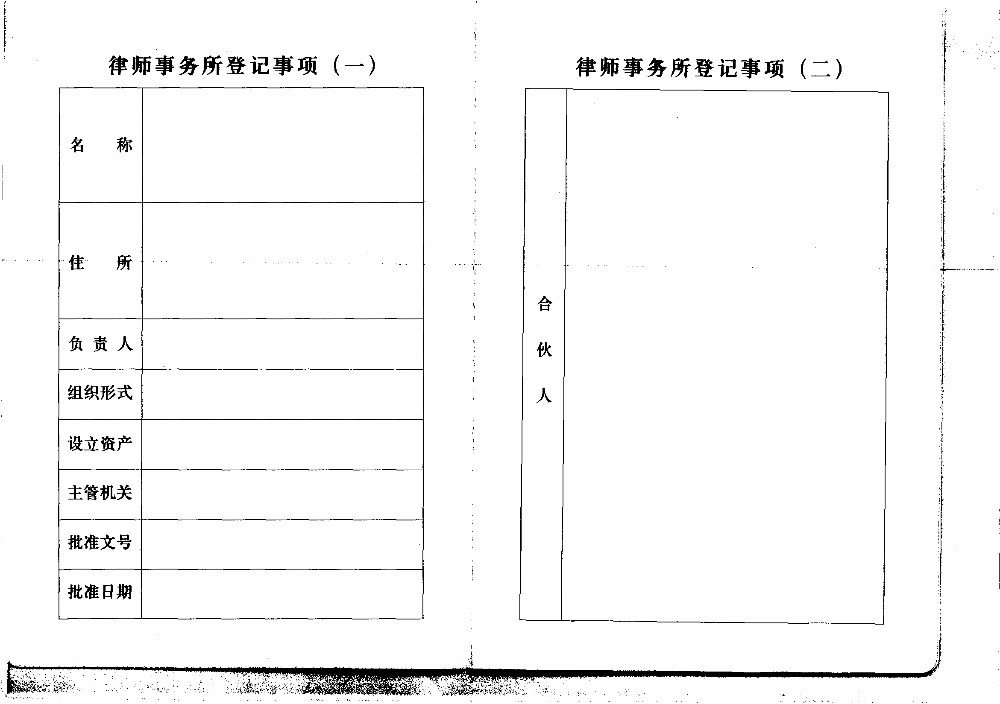 律师事务所登记事项（一）
名 称
住 所
负 责 人
组织形式
设立资产
主管机关
批准文号
批准日期
律师事务所登记事项（二）
合
伙
人